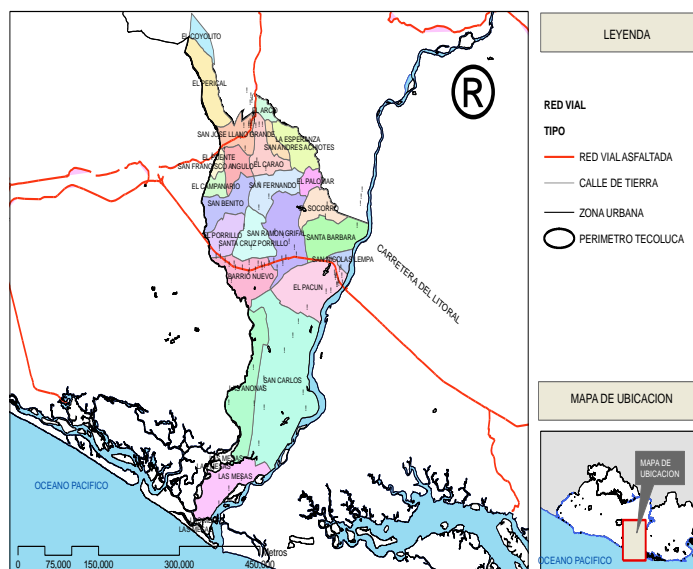 EL COYOLITO
EL PERICAL
EL ARCO
SAN JOSE LLANO GRANDE
LA ESPERANZA
SAN ANDRES ACHIOTES
EL PUENTE
SAN FRANCISCO ANGULO
EL CARAO
EL CAMPANARIO
SAN FERNANDO
EL PALOMAR
SAN BENITO
SOCORRO
EL PORRILLO
SAN RAMON GRIFAL
SANTA CRUZ PORRILLO
SANTA BARBARA
SAN NICOLAS LEMPA
BARRIO NUEVO
EL PACUN
CARRETERA DEL LITORAL
LAS ANONAS
SAN CARLOS
LAS MESAS
OCEANO PACIFICO
Metros
0 75,000 150,000 300,000 450,000
®
LEYENDA
RED VIAL
TIPO
RED VIAL ASFALTADA
CALLE DE TIERRA
ZONA URBANA
PERIMETRO TECOLUCA
MAPA DE UBICACION
MAPA DE
UBICACION
OCEANO PACIFICO